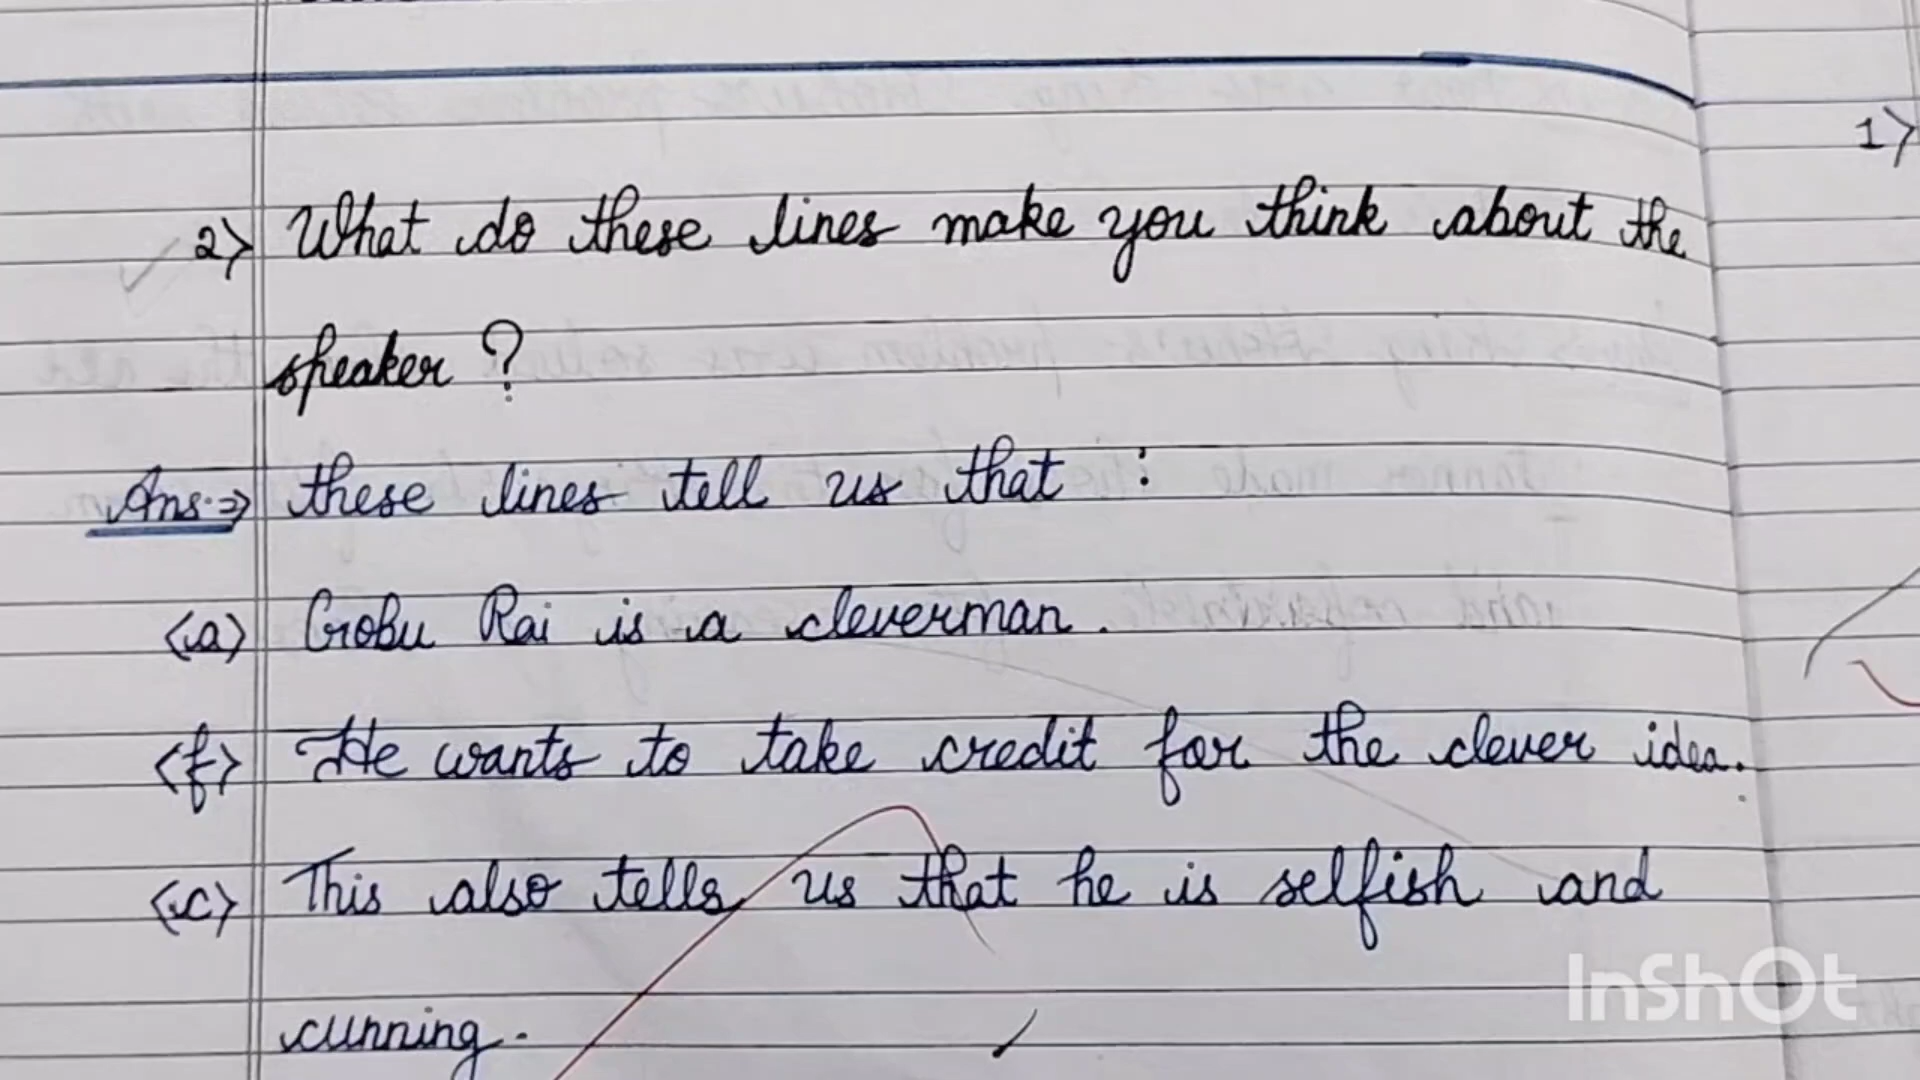 1>
2> What do these lines make you think about the
speaker ?
Ans.⇒ these lines tell us that :
<a> Gobu Rai is a cleverman.
<f> He wants to take credit for the clever idea.
<c> This also tells us that he is selfish and
cunning.
InShOt